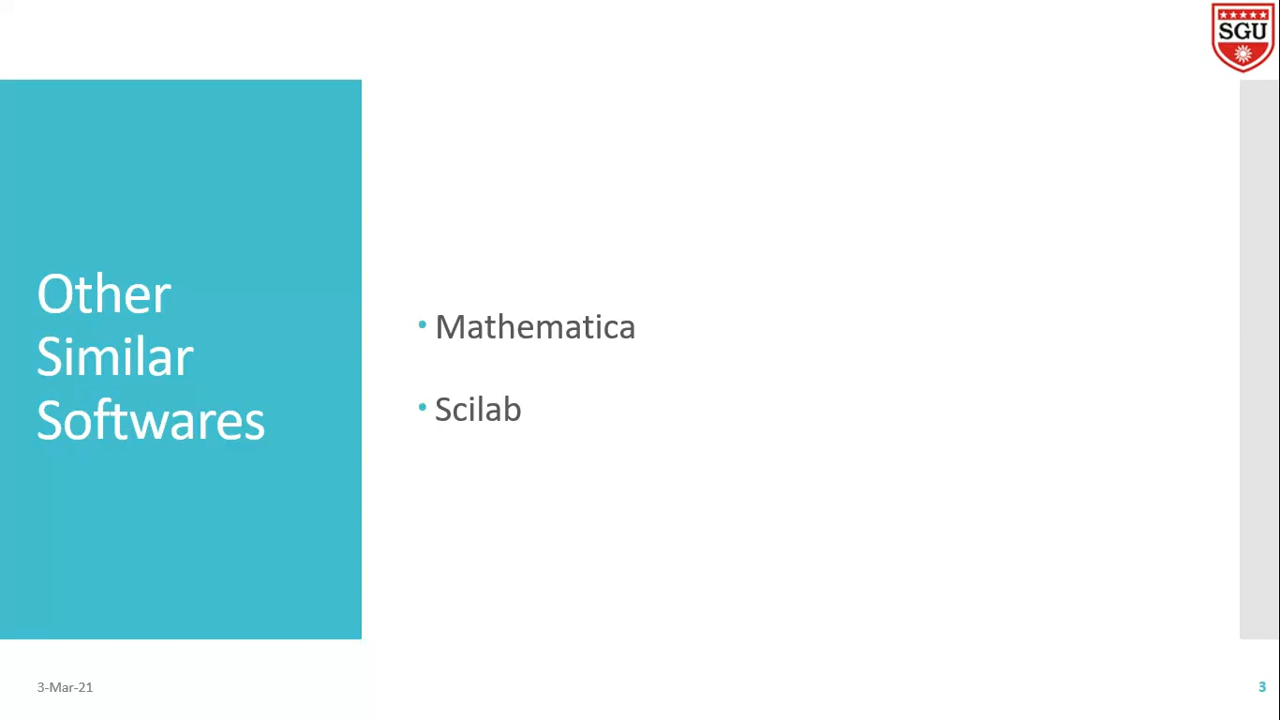 SGU
Other
Similar
Softwares
• Mathematica
• Scilab
3-Mar-21
3